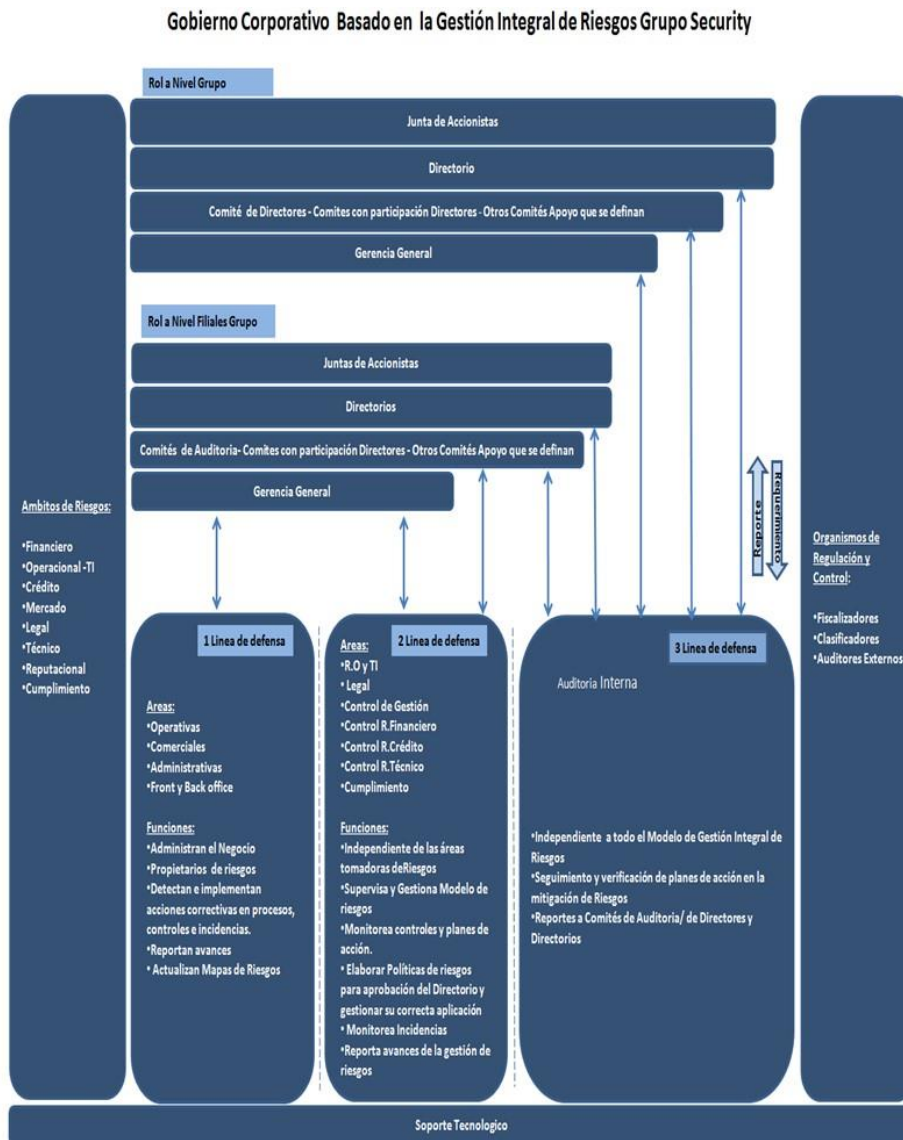 Gobierno Corporativo Basado en la Gestión Integral de Riesgos Grupo Security
Rol a Nivel Grupo
Junta de Accionistas
Directorio
Comité de Directores - Comites con participación Directores - Otros Comités Apoyo que se definan
Gerencia General
Rol a Nivel Filiales Grupo
Juntas de Accionistas
Directorios
Comités de Auditoria- Comites con participación Directores - Otros Comités Apoyo que se definan
Gerencia General
Ambitos de Riesgos:
•Financiero
•Operacional -TI
•Crédito
•Mercado
•Legal
•Técnico
•Reputacional
•Cumplimiento
Reporte
Requerimiento
Organismos de
Regulación y
Control:
•Fiscalizadores
•Clasificadores
•Auditores Externos
1 Linea de defensa
Areas:
•Operativas
•Comerciales
•Administrativas
•Front y Back office
Funciones:
•Administran el Negocio
•Propietarios de riesgos
•Detectan e implementan
acciones correctivas en procesos,
controles e incidencias.
•Reportan avances
• Actualizan Mapas de Riesgos
2 Linea de defensa
Areas:
•R.O y TI
• Legal
•Control de Gestión
•Control R.Financiero
•Control R.Crédito
•Control R.Técnico
•Cumplimiento
Funciones:
•Independiente de las áreas
tomadoras deRiesgos
•Supervisa y Gestiona Modelo de
riesgos
•Monitorea controles y planes de
acción.
• Elaborar Políticas de riesgos
para aprobación del Directorio y
gestionar su correcta aplicación
• Monitorea Incidencias
•Reporta avances de la gestión de
riesgos
3 Linea de defensa
Auditoria Interna
•Independiente a todo el Modelo de Gestión Integral de
Riesgos
•Seguimiento y verificación de planes de acción en la
mitigación de Riesgos
•Reportes a Comités de Auditoria/ de Directores y
Directorios
Soporte Tecnologico